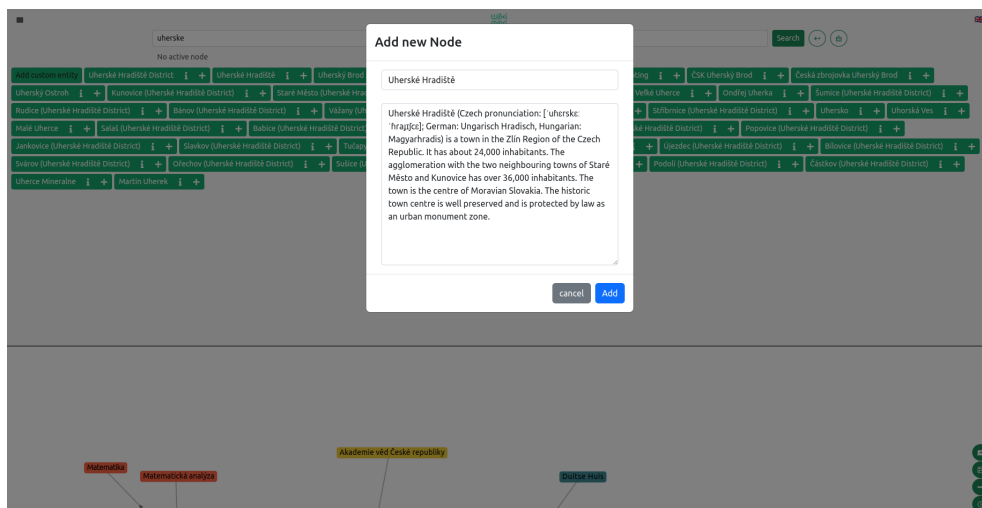 uherske
Search
No active node
Add custom entity
Uherské Hradiště District
Uherské Hradiště
Uherský Brod
ČSK Uherský Brod
Česká zbrojovka Uherský Brod
Uherský Ostroh
Kunovice (Uherské Hradiště District)
Staré Město (Uherské
Velké Uherce
Ondřej Uherka
Šumice (Uherské Hradiště District)
Rudice (Uherské Hradiště District)
Bánov (Uherské Hradiště District)
Vážany
Stříbrnice (Uherské Hradiště District)
Uhersko
Uhorská Ves
Malé Uherce
Salaš (Uherské Hradiště District)
Babice (Uherské Hradiště District)
Hradiště District)
Popovice (Uherské Hradiště District)
Jankovice (Uherské Hradiště District)
Slavkov (Uherské Hradiště District)
Újezdec (Uherské Hradiště District)
Bílovice (Uherské Hradiště District)
Svárov (Uherské Hradiště District)
Ořechov (Uherské Hradiště District)
Sušice
Podolí (Uherské Hradiště District)
Částkov (Uherské Hradiště District)
Uherce Mineralne
Martin Uherek
Add new Node
Uherské Hradiště
Uherské Hradiště (Czech pronunciation: [ˈuɦɛrskɛː
ˈɦraɟɪʃcɛ]; German: Ungarisch Hradisch, Hungarian:
Magyarhradis) is a town in the Zlín Region of the Czech
Republic. It has about 24,000 inhabitants. The
agglomeration with the two neighbouring towns of Staré
Město and Kunovice has over 36,000 inhabitants. The
town is the centre of Moravian Slovakia. The historic
town centre is well preserved and is protected by law as
an urban monument zone.
cancel
Add
Akademie věd České republiky
Matematika
Matematická analýza
Duitse Huis